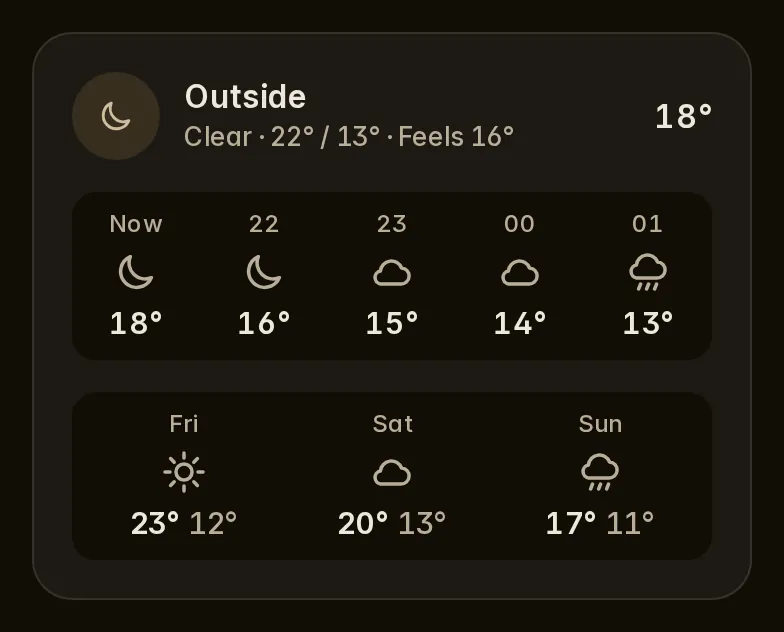 Outside
Clear · 22° / 13° · Feels 16°
18°
Now 22 23 00 01
18° 16° 15° 14° 13°
Fri Sat Sun
23° 12° 20° 13° 17° 11°